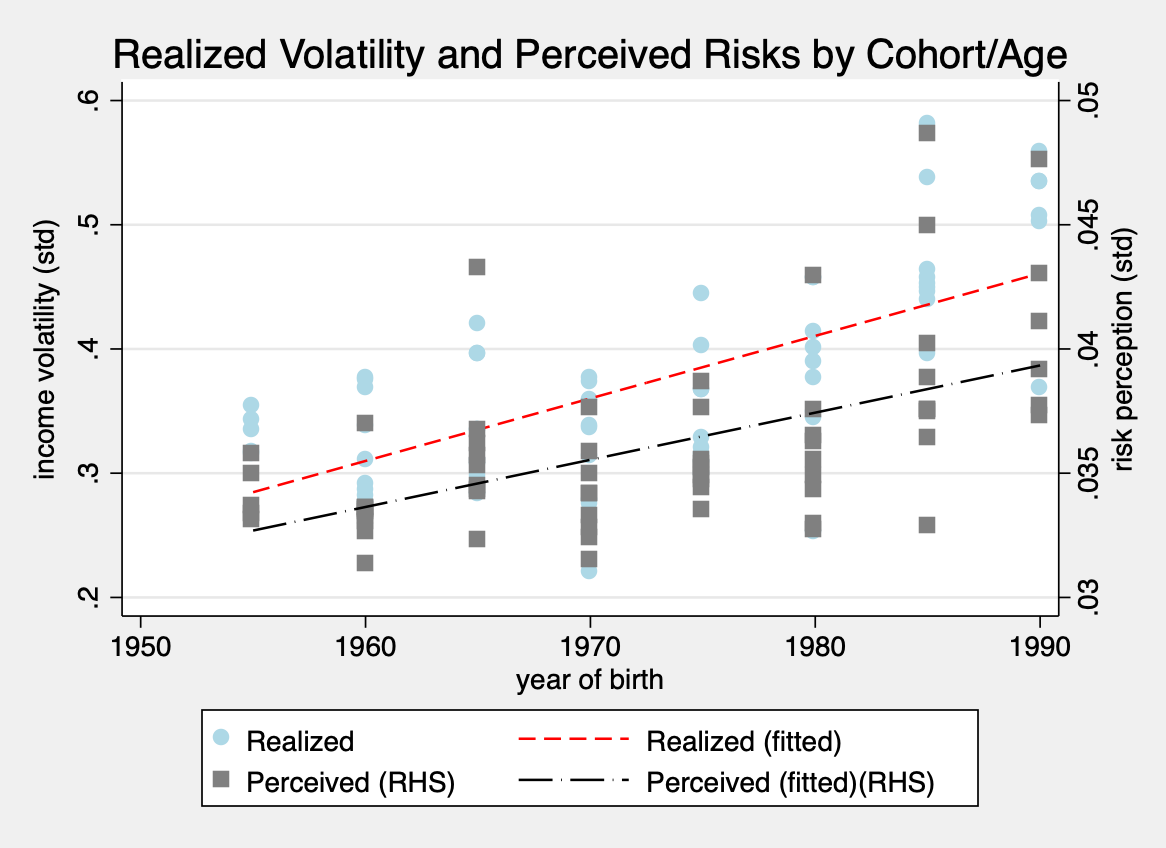 Realized Volatility and Perceived Risks by Cohort/Age
.6
.5
.4
.3
.2
income volatility (std)
.05
.045
.04
.035
.03
risk perception (std)
1950 1960 1970 1980 1990
year of birth
Realized Realized (fitted)
Perceived (RHS) Perceived (fitted)(RHS)